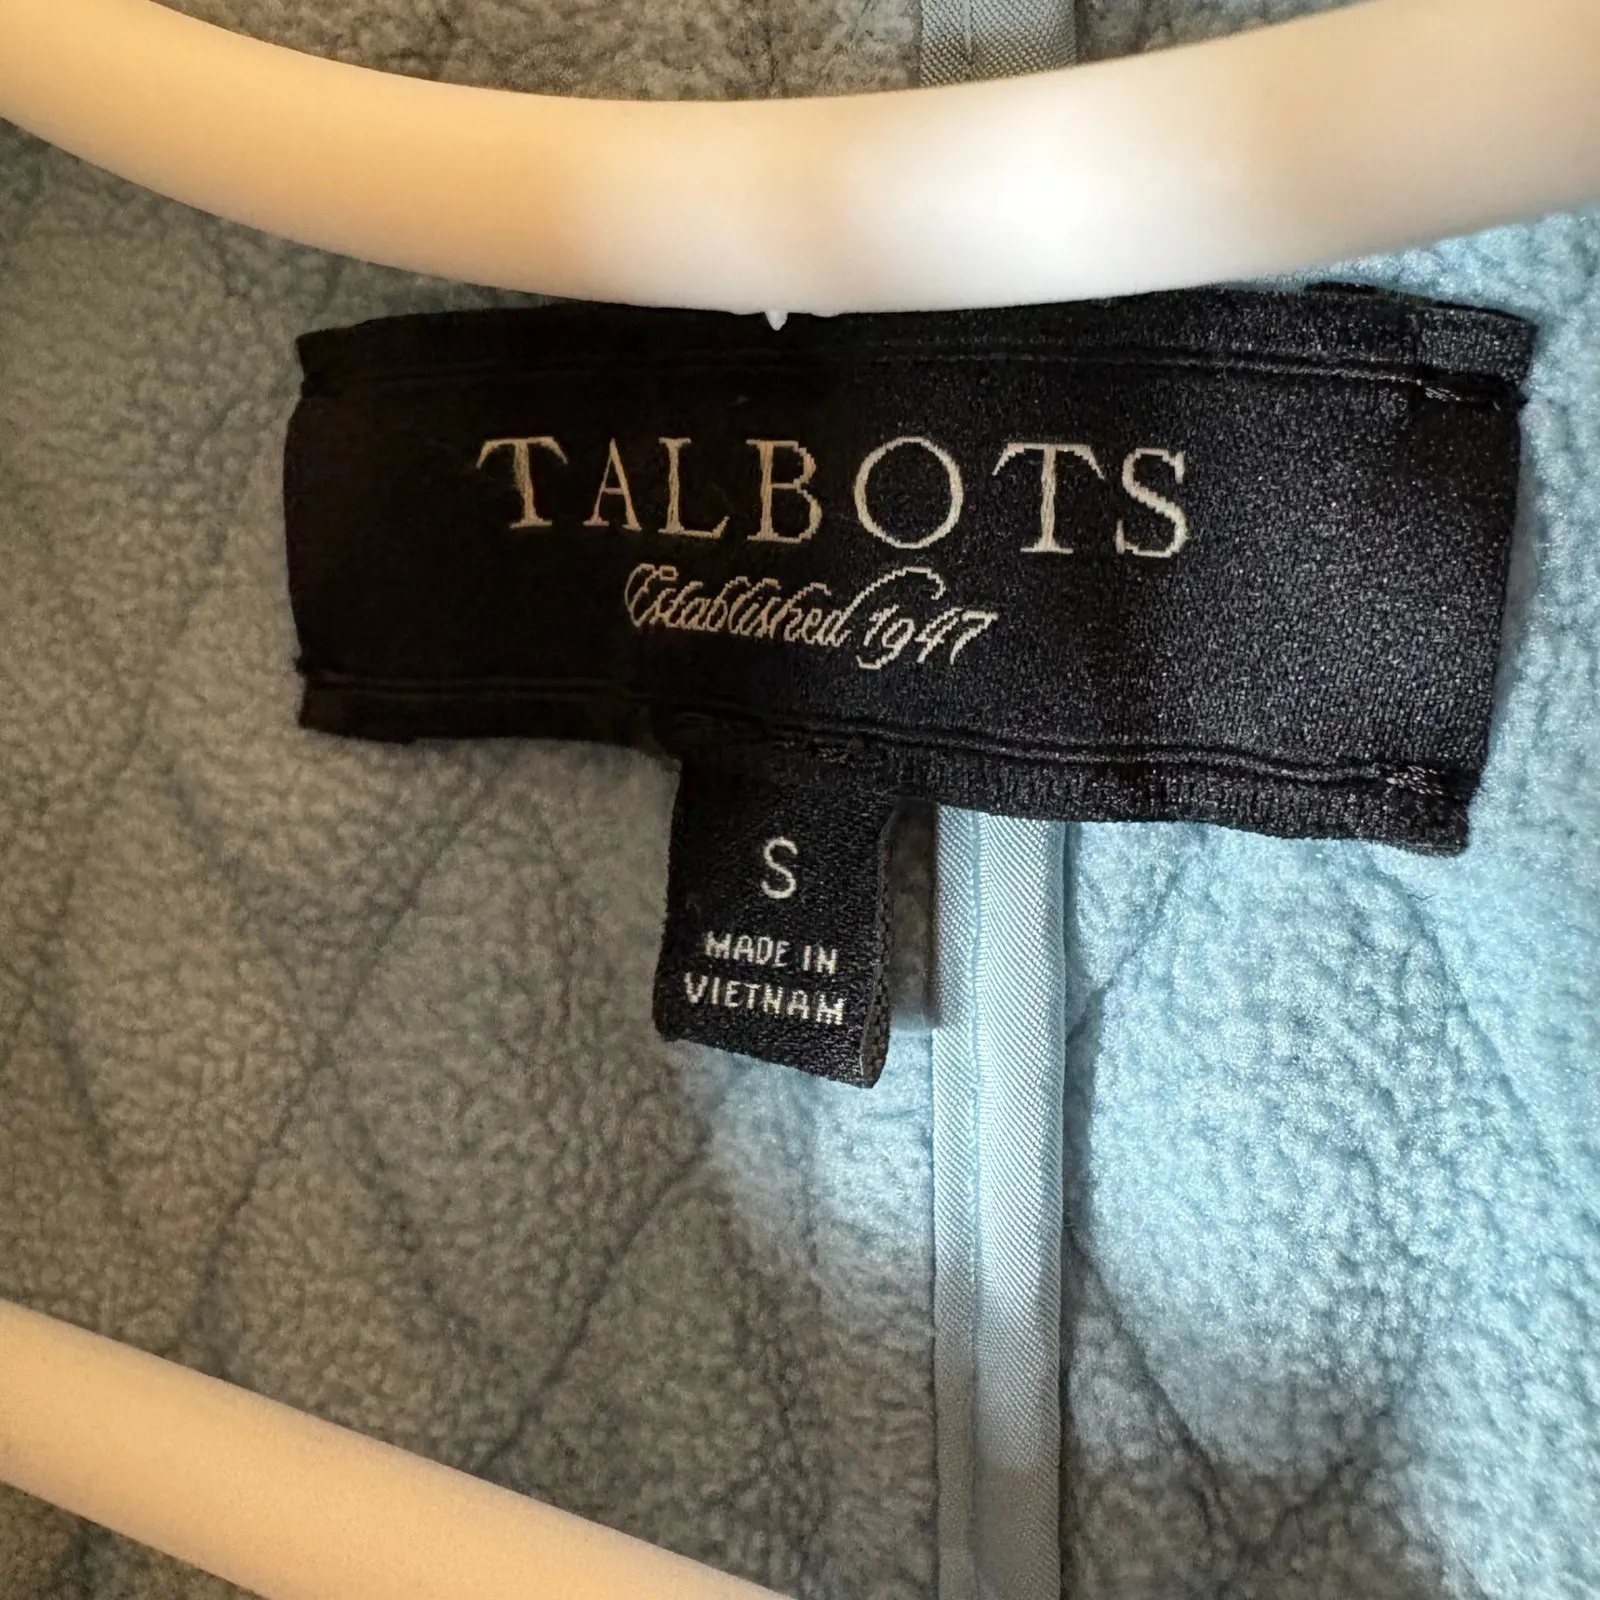 TALBOTS
Established 1947
S
MADE IN
VIETNAM